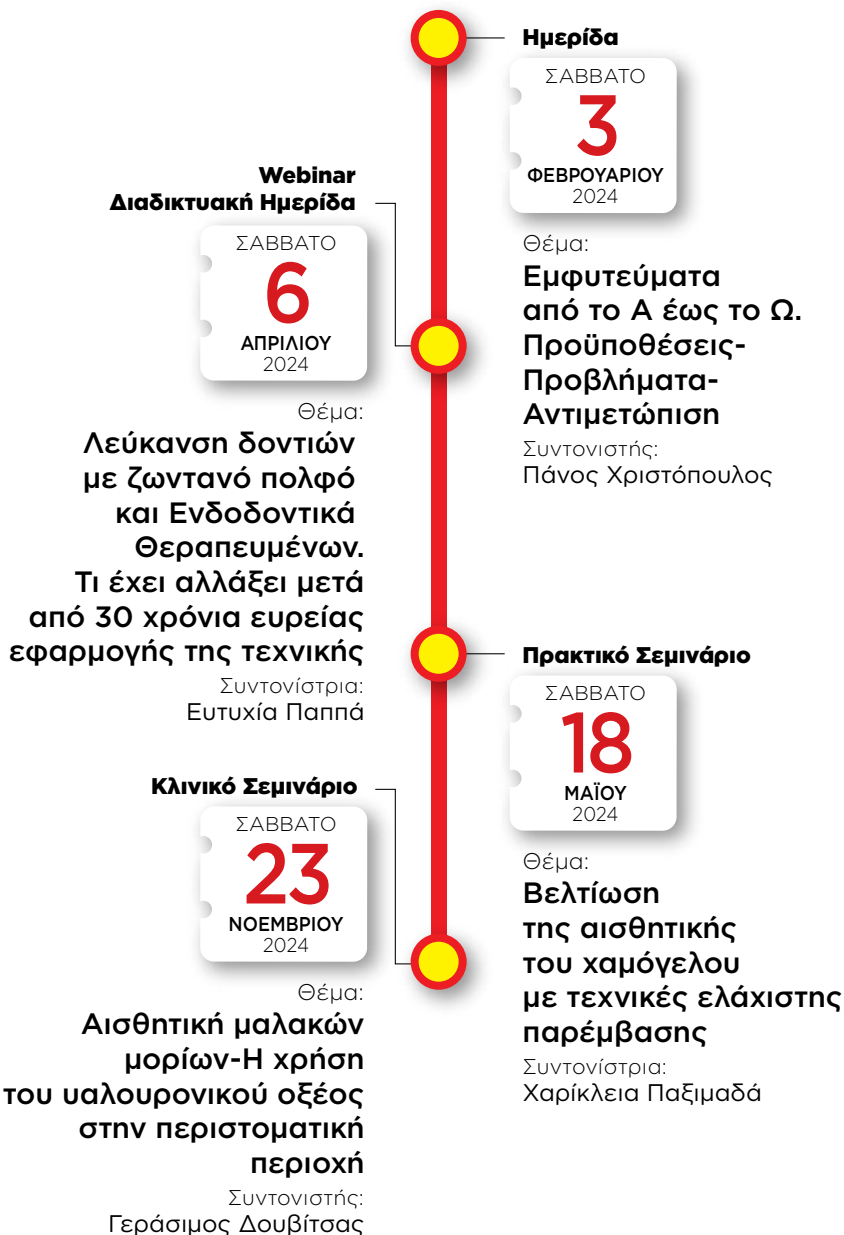 Ημερίδα
ΣΑΒΒΑΤΟ
3
ΦΕΒΡΟΥΑΡΙΟΥ
2024
Θέμα:
Εμφυτεύματα
από το Α έως το Ω.
Προϋποθέσεις-
Προβλήματα-
Αντιμετώπιση
Συντονιστής:
Πάνος Χριστόπουλος
Webinar
Διαδικτυακή Ημερίδα
ΣΑΒΒΑΤΟ
6
ΑΠΡΙΛΙΟΥ
2024
Θέμα:
Λεύκανση δοντιών
με ζωντανό πολφό
και Ενδοδοντικά
Θεραπευμένων.
Τι έχει αλλάξει μετά
από 30 χρόνια ευρείας
εφαρμογής της τεχνικής
Συντονίστρια:
Ευτυχία Παππά
Πρακτικό Σεμινάριο
ΣΑΒΒΑΤΟ
18
ΜΑΪΟΥ
2024
Θέμα:
Βελτίωση
της αισθητικής
του χαμόγελου
με τεχνικές ελάχιστης
παρέμβασης
Συντονίστρια:
Χαρίκλεια Παξιμαδά
Κλινικό Σεμινάριο
ΣΑΒΒΑΤΟ
23
ΝΟΕΜΒΡΙΟΥ
2024
Θέμα:
Αισθητική μαλακών
μορίων-Η χρήση
του υαλουρονικού οξέος
στην περιστοματική
περιοχή
Συντονιστής:
Γεράσιμος Δουβίτσας